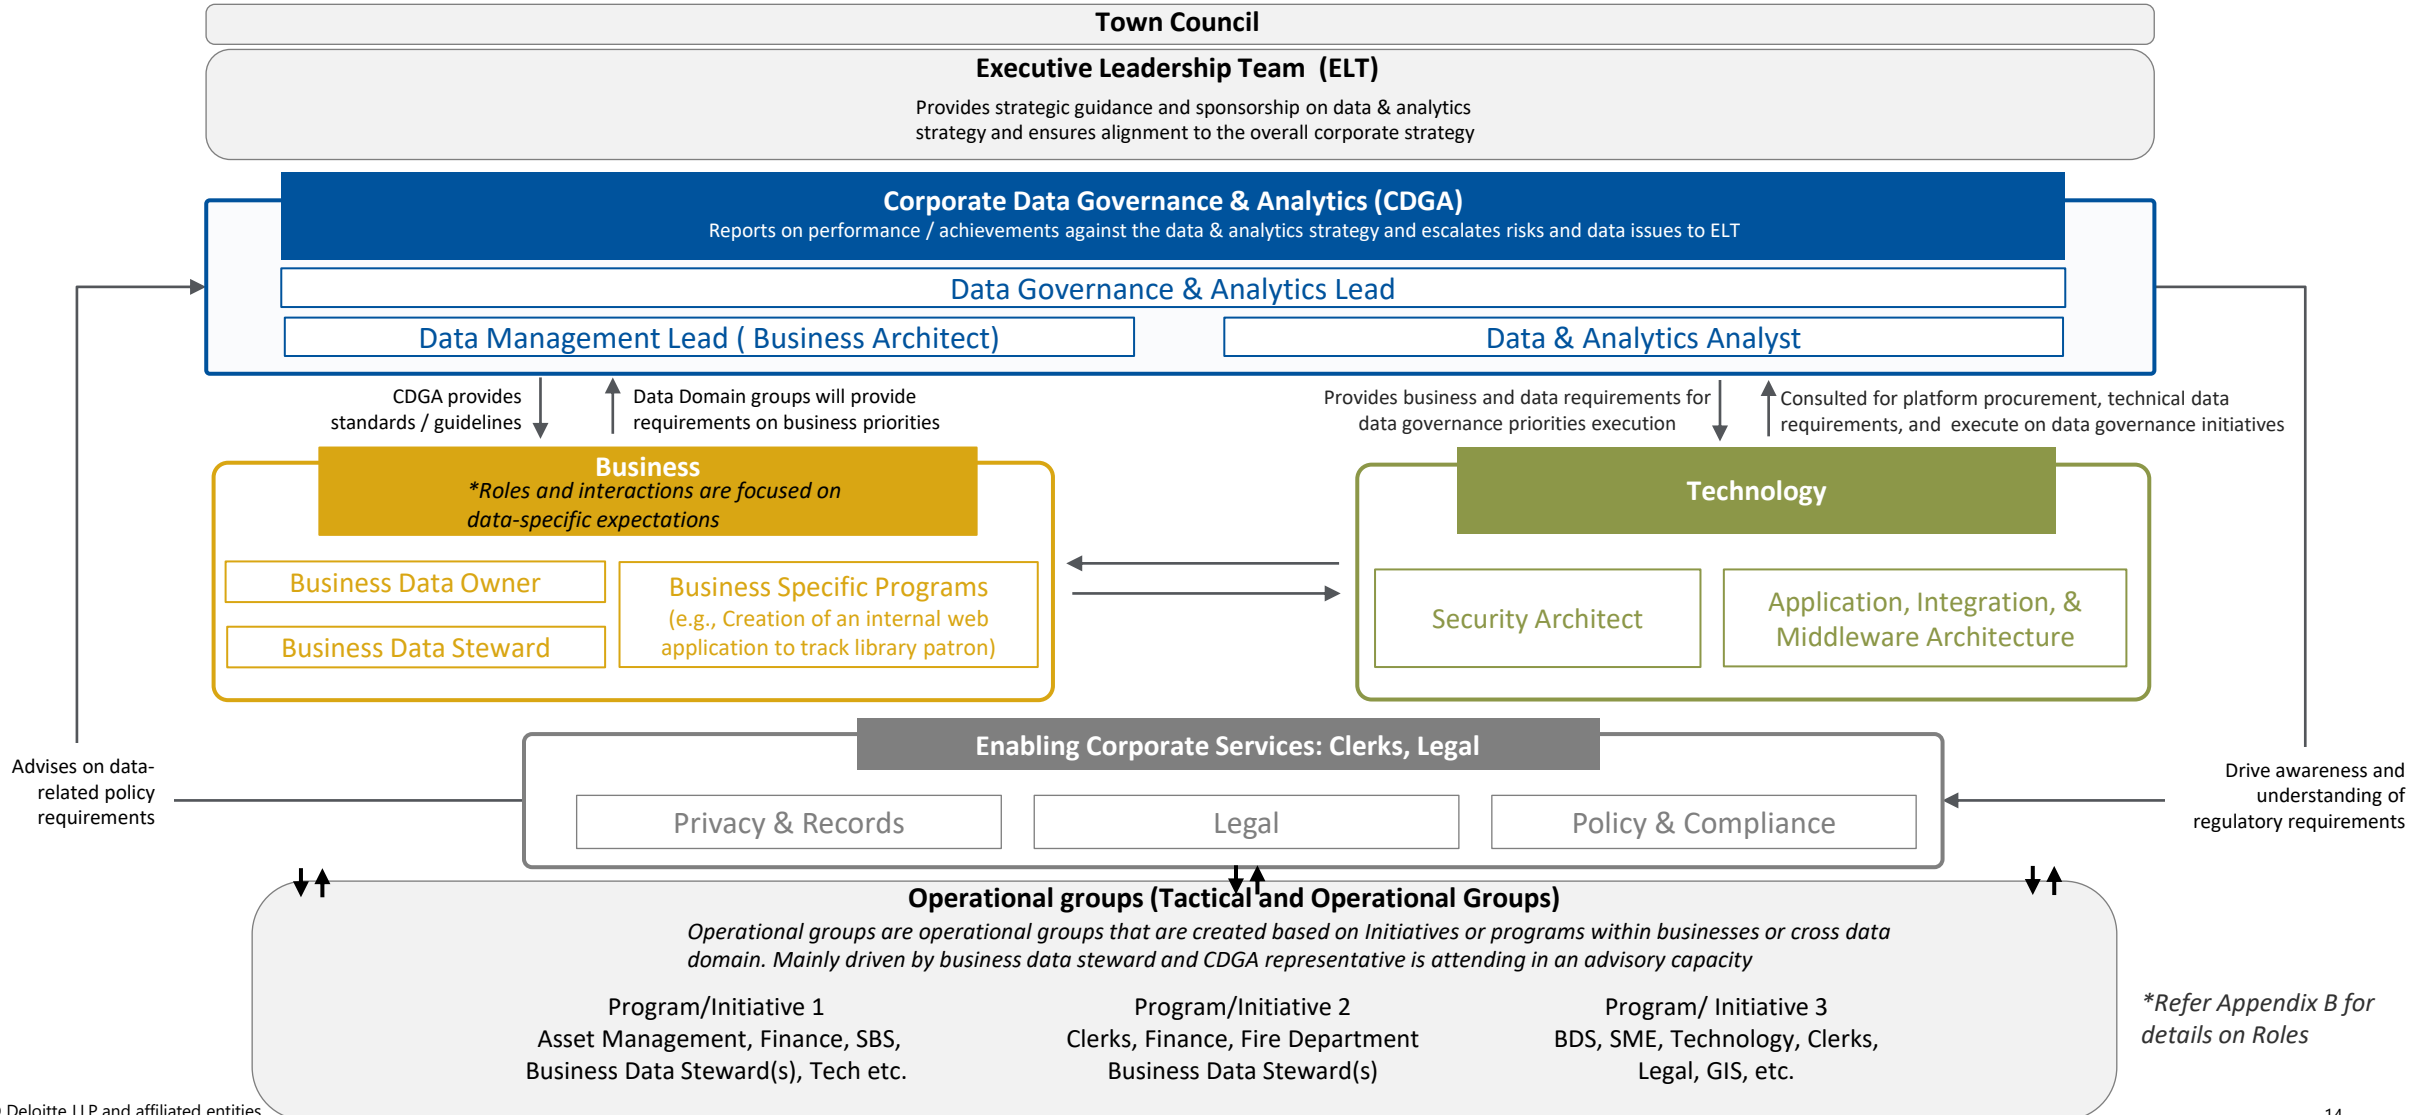 Town Council
Executive Leadership Team (ELT)
Provides strategic guidance and sponsorship on data & analytics
strategy and ensures alignment to the overall corporate strategy
Corporate Data Governance & Analytics (CDGA)
Reports on performance / achievements against the data & analytics strategy and escalates risks and data issues to ELT
Data Governance & Analytics Lead
Data Management Lead ( Business Architect)
Data & Analytics Analyst
CDGA provides
standards / guidelines
Data Domain groups will provide
requirements on business priorities
Provides business and data requirements for
data governance priorities execution
Consulted for platform procurement, technical data
requirements, and execute on data governance initiatives
Business
*Roles and interactions are focused on
data-specific expectations
Business Data Owner
Business Data Steward
Business Specific Programs
(e.g., Creation of an internal web
application to track library patron)
Technology
Security Architect
Application, Integration, &
Middleware Architecture
Enabling Corporate Services: Clerks, Legal
Privacy & Records
Legal
Policy & Compliance
Advises on data-
related policy
requirements
Drive awareness and
understanding of
regulatory requirements
Operational groups (Tactical and Operational Groups)
Operational groups are operational groups that are created based on Initiatives or programs within businesses or cross data
domain. Mainly driven by business data steward and CDGA representative is attending in an advisory capacity
Program/Initiative 1
Asset Management, Finance, SBS,
Business Data Steward(s), Tech etc.
Program/Initiative 2
Clerks, Finance, Fire Department
Business Data Steward(s)
Program/ Initiative 3
BDS, SME, Technology, Clerks,
Legal, GIS, etc.
*Refer Appendix B for
details on Roles
Deloitte LLP and affiliated entities
14